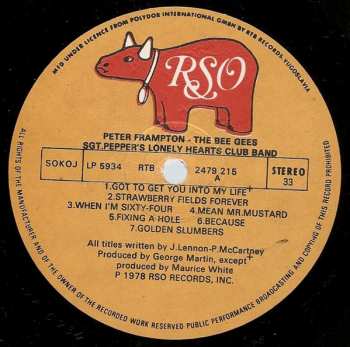 MFD UNDER LICENCE FROM POLYDOR INTERNATIONAL GMBH BY RTB RECORDS, YUGOSLAVIA
RSO
PETER FRAMPTON - THE BEE GEES
SGT.PEPPER'S LONELY HEARTS CLUB BAND
SOKOJ LP 5934 RTB 2479 215 STEREO
A 33
1.GOT TO GET YOU INTO MY LIFE+
2.STRAWBERRY FIELDS FOREVER
3.WHEN I'M SIXTY-FOUR 4.MEAN MR.MUSTARD
5.FIXING A HOLE 6.BECAUSE
7.GOLDEN SLUMBERS
All titles written by J.Lennon-P.McCartney
Produced by George Martin, except+
produced by Maurice White
P 1978 RSO RECORDS, INC.
ALL RIGHTS OF THE MANUFACTURER AND OF THE OWNER OF THE RECORDED WORK RESERVED PUBLIC PERFORMANCE BROADCASTING AND COPYING OF THIS RECORD PROHIBITED